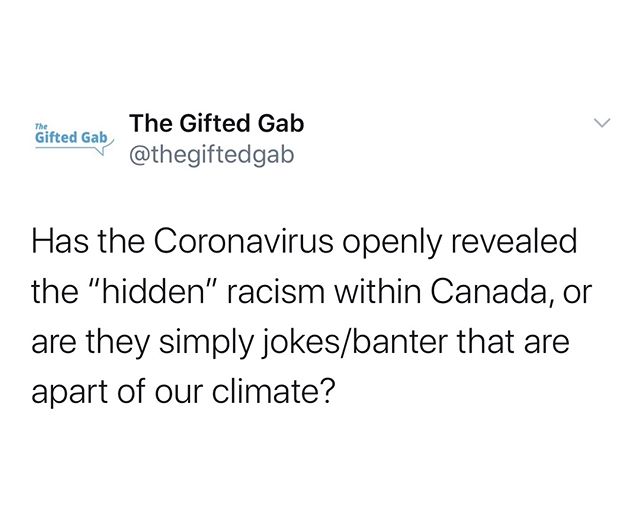 The
Gifted Gab
The Gifted Gab
@thegiftedgab
Has the Coronavirus openly revealed
the “hidden” racism within Canada, or
are they simply jokes/banter that are
apart of our climate?